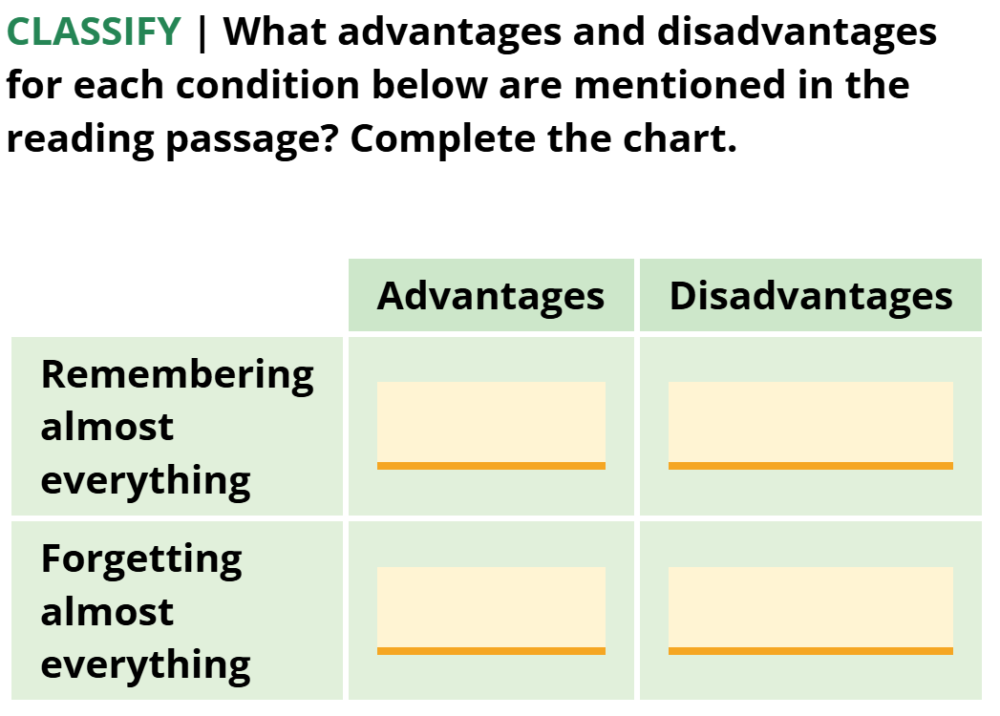 CLASSIFY | What advantages and disadvantages
for each condition below are mentioned in the
reading passage? Complete the chart.
Advantages Disadvantages
Remembering
almost
everything
Forgetting
almost
everything